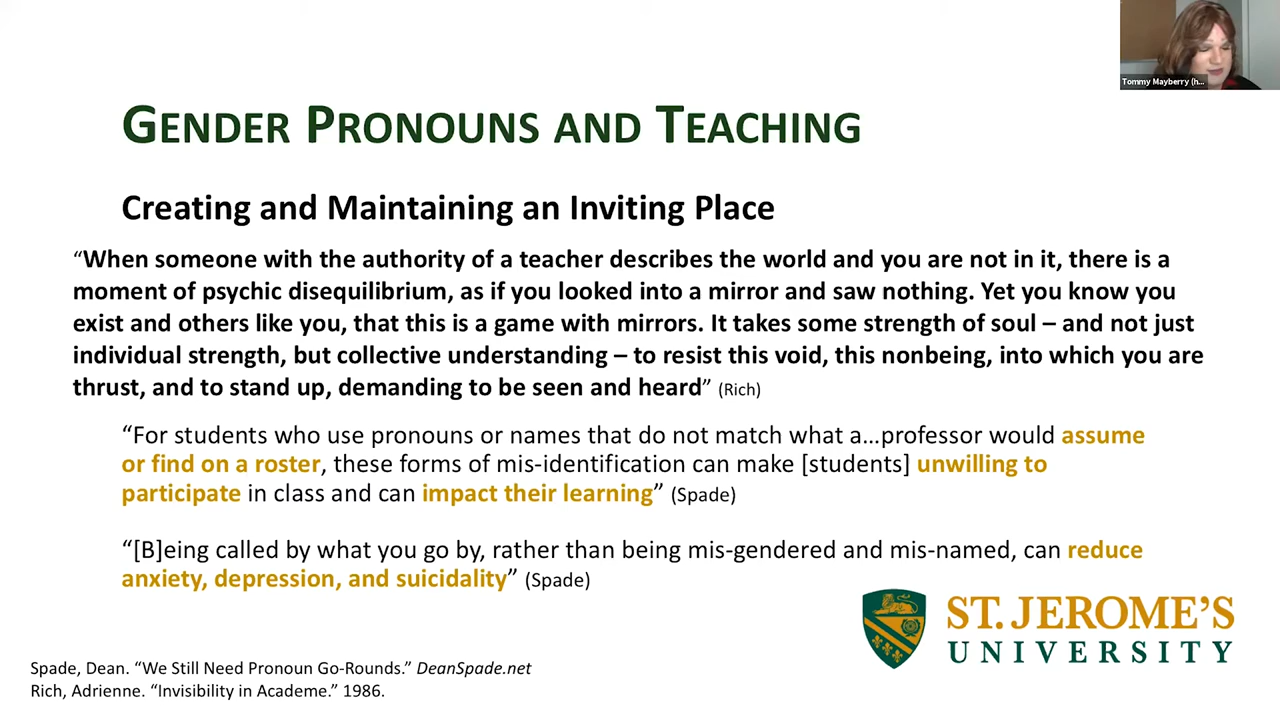 Tommy Mayberry (h...
GENDER PRONOUNS AND TEACHING
Creating and Maintaining an Inviting Place
“When someone with the authority of a teacher describes the world and you are not in it, there is a
moment of psychic disequilibrium, as if you looked into a mirror and saw nothing. Yet you know you
exist and others like you, that this is a game with mirrors. It takes some strength of soul – and not just
individual strength, but collective understanding – to resist this void, this nonbeing, into which you are
thrust, and to stand up, demanding to be seen and heard” (Rich)
“For students who use pronouns or names that do not match what a...professor would assume
or find on a roster, these forms of mis-identification can make [students] unwilling to
participate in class and can impact their learning” (Spade)
“[B]eing called by what you go by, rather than being mis-gendered and mis-named, can reduce
anxiety, depression, and suicidality” (Spade)
ST. JEROME’S
UNIVERSITY
Spade, Dean. “We Still Need Pronoun Go-Rounds.” DeanSpade.net
Rich, Adrienne. “Invisibility in Academe.” 1986.